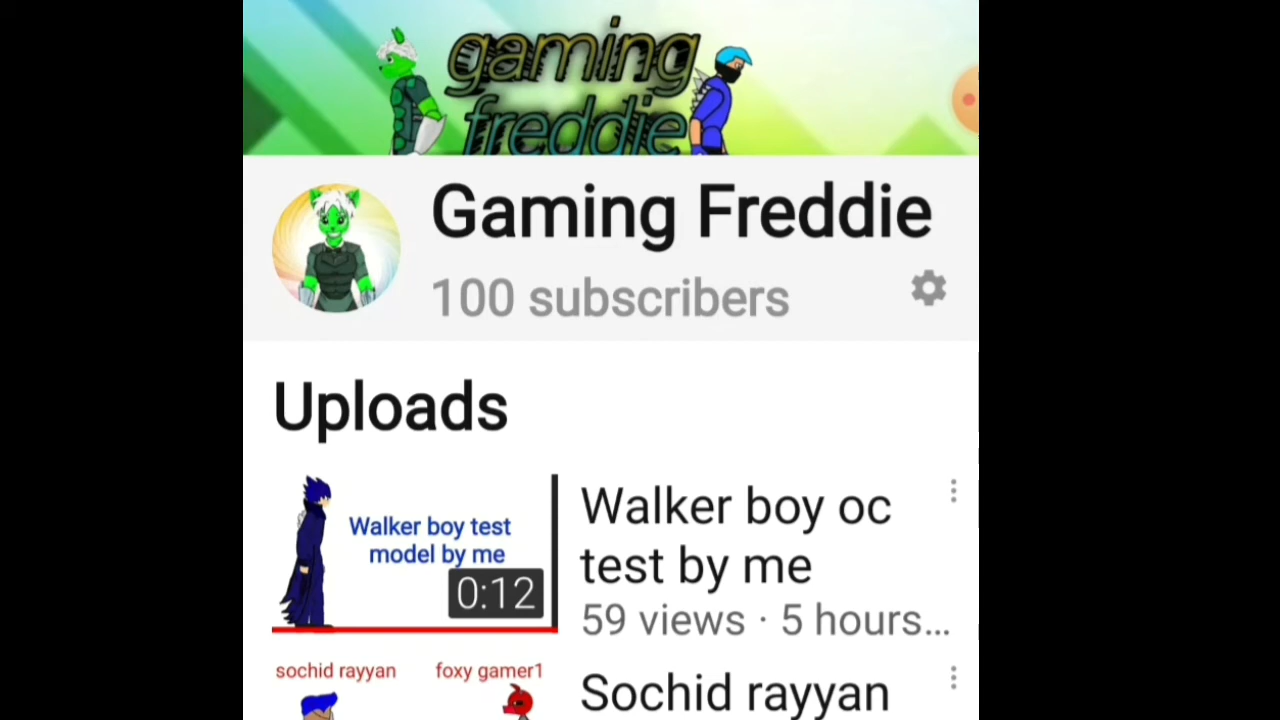 gaming
freddie
Gaming Freddie
100 subscribers
Uploads
Walker boy test
model by me
0:12
Walker boy oc
test by me
59 views · 5 hours...
sochid rayyan
foxy gamer1
Sochid rayyan